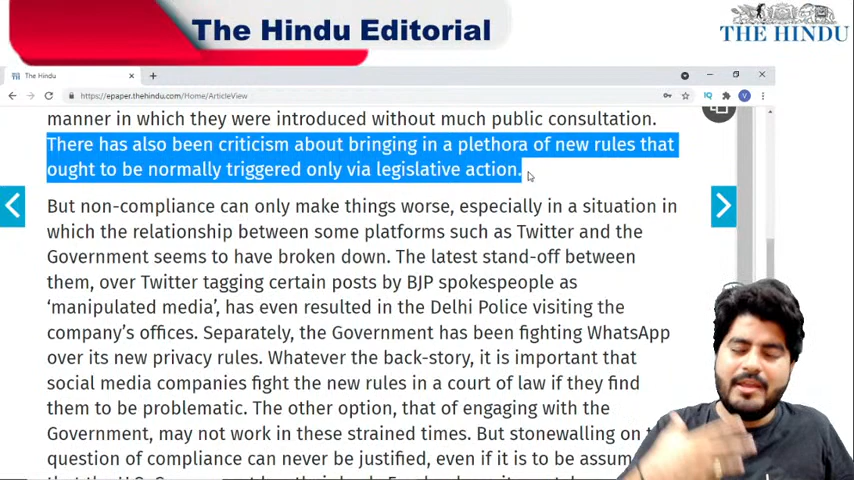 The Hindu Editorial
THE HINDU
The Hindu
https://epaper.thehindu.com/Home/ArticleView
manner in which they were introduced without much public consultation.
There has also been criticism about bringing in a plethora of new rules that
ought to be normally triggered only via legislative action.
But non-compliance can only make things worse, especially in a situation in
which the relationship between some platforms such as Twitter and the
Government seems to have broken down. The latest stand-off between
them, over Twitter tagging certain posts by BJP spokespeople as
‘manipulated media’, has even resulted in the Delhi Police visiting the
company’s offices. Separately, the Government has been fighting WhatsApp
over its new privacy rules. Whatever the back-story, it is important that
social media companies fight the new rules in a court of law if they find
them to be problematic. The other option, that of engaging with the
Government, may not work in these strained times. But stonewalling on
question of compliance can never be justified, even if it is to be